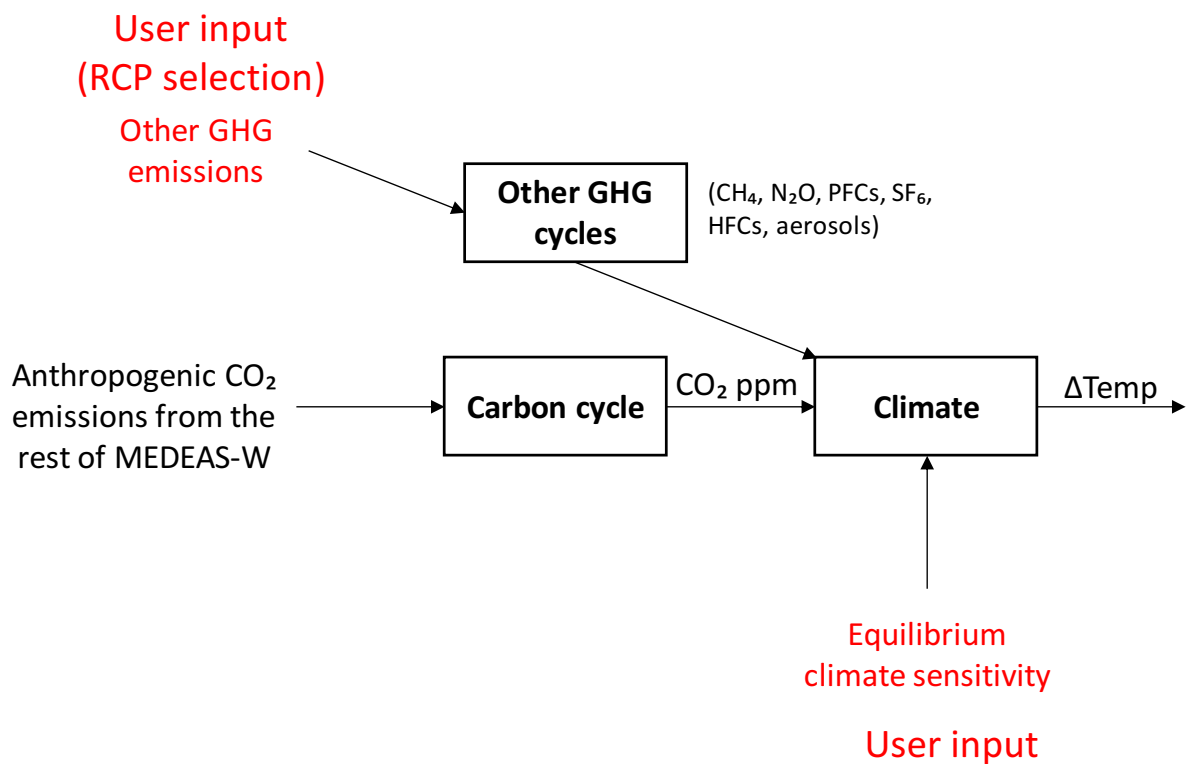 User input
(RCP selection)
Other GHG
emissions
Other GHG
cycles
(CH₄, N₂O, PFCs, SF₆,
HFCs, aerosols)
Anthropogenic CO₂
emissions from the
rest of MEDEAS-W
Carbon cycle
CO₂ ppm
Climate
ΔTemp
Equilibrium
climate sensitivity
User input